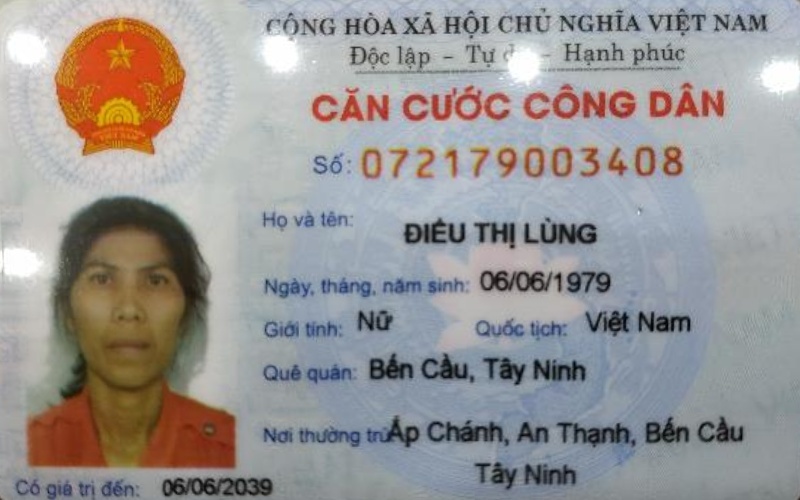 CỘNG HÒA XÃ HỘI CHỦ NGHĨA VIỆT NAM
Độc lập - Tự do - Hạnh phúc
CĂN CƯỚC CÔNG DÂN
Số: 072179003408
Họ và tên: ĐIỂU THỊ LÙNG
Ngày, tháng, năm sinh: 06/06/1979
Giới tính: Nữ Quốc tịch: Việt Nam
Quê quán: Bến Cầu, Tây Ninh
Nơi thường trú: Ấp Chánh, An Thạnh, Bến Cầu
Tây Ninh
Có giá trị đến: 06/06/2039